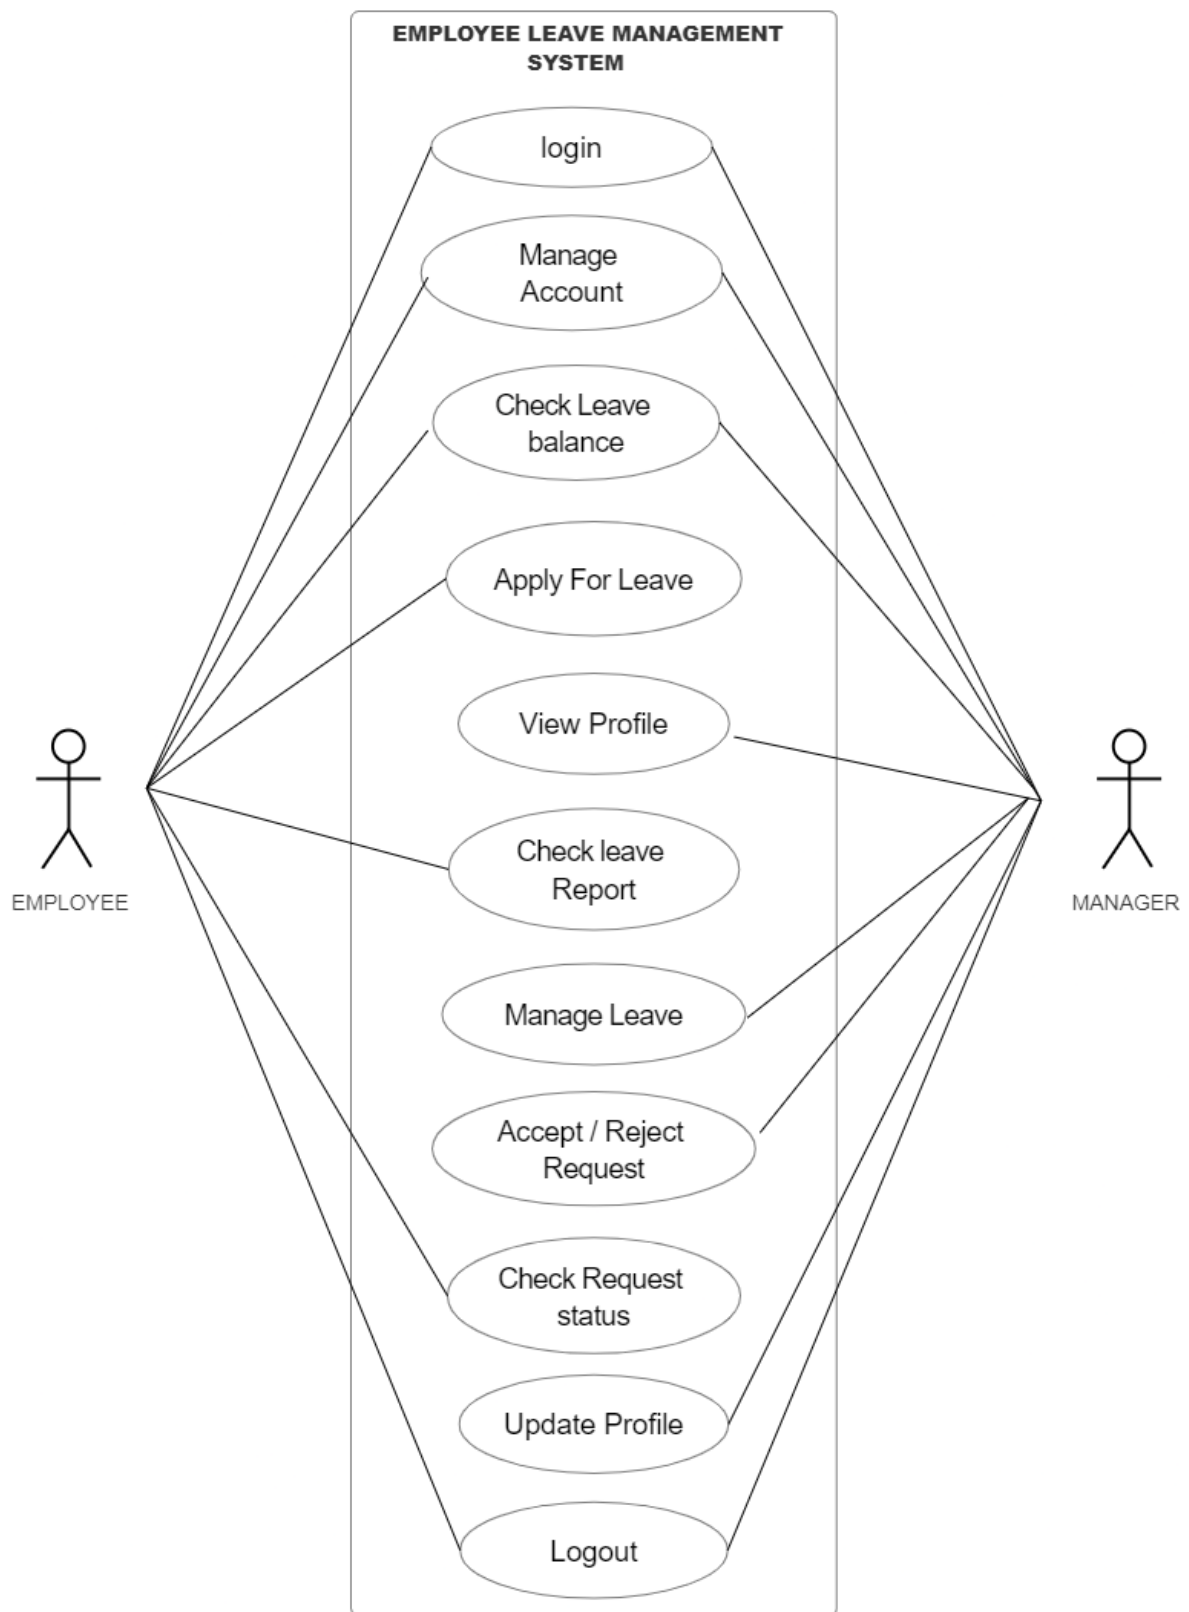 EMPLOYEE LEAVE MANAGEMENT
SYSTEM
login
Manage
Account
Check Leave
balance
Apply For Leave
View Profile
Check leave
Report
EMPLOYEE
MANAGER
Manage Leave
Accept / Reject
Request
Check Request
status
Update Profile
Logout